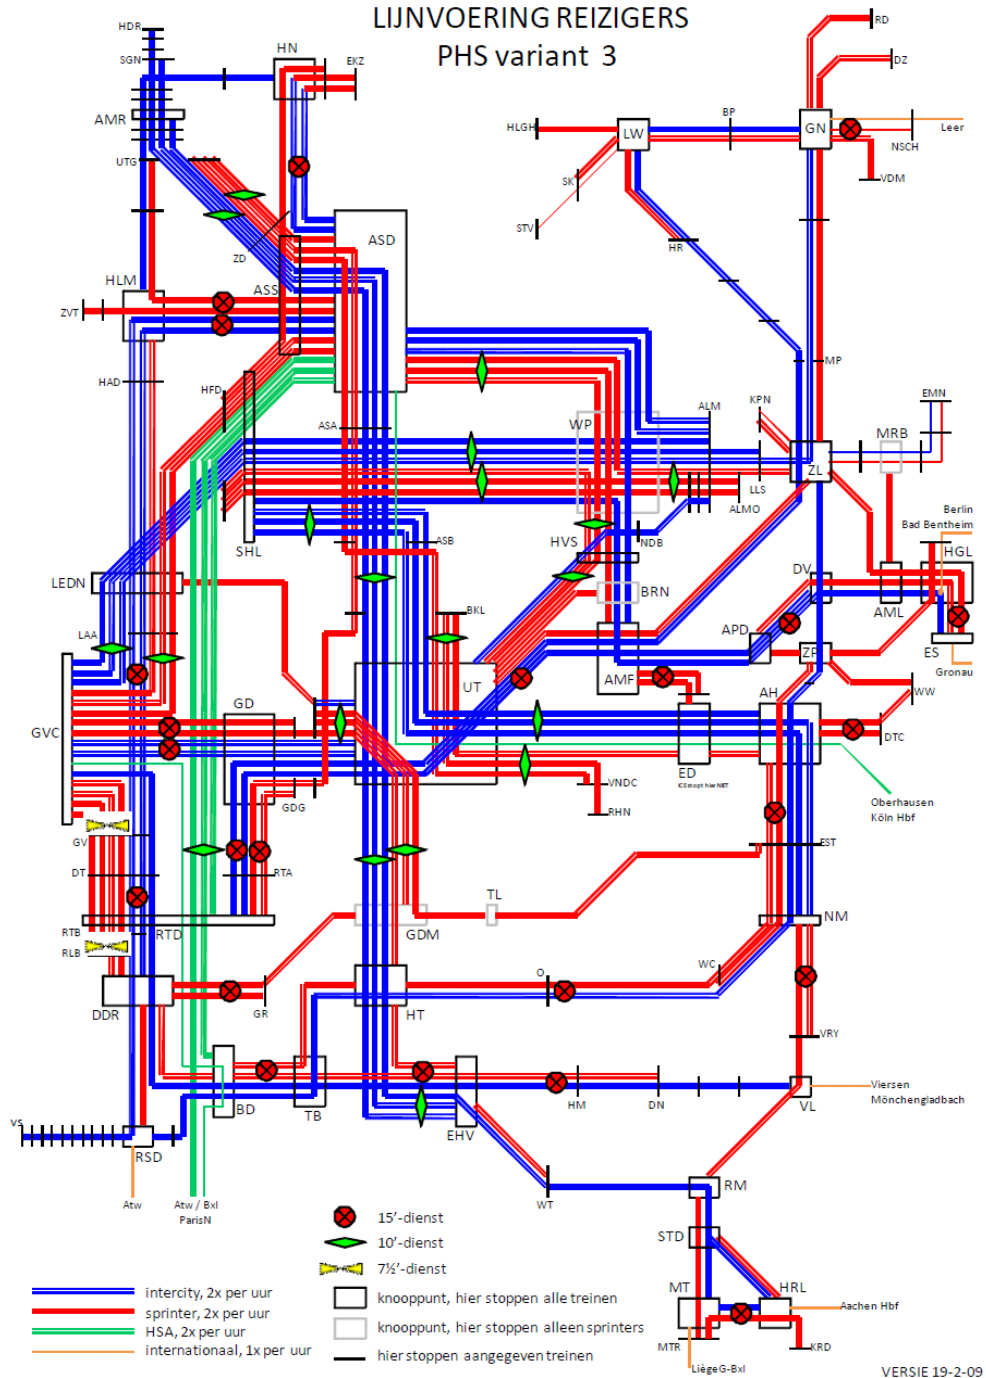 LIJNVOERING REIZIGERS
PHS variant 3
HDR
SGN
AMR
UTG
HN
EKZ
RD
DZ
HLGH
LW
BP
GN
Leer
NSCH
VDM
SK
STV
HR
ZD
ASS
ASD
HLM
ZVT
HAD
HFD
ASA
MP
WP
ALM
KPN
EMN
MRB
ZL
LLS
ALMO
SHL
ASB
HVS
NDB
Berlin
Bad Bentheim
HGL
LEDN
BRN
DV
AML
LAA
BKL
APD
ZP
ES
Gronau
GVC
GD
UT
AMF
AH
WW
DTC
ED
ICE stopt hier NIET
GDG
VNDC
RHN
Oberhausen
Köln Hbf
GV
DT
RTA
EST
TL
RTB
RTD
RLB
GDM
NM
WC
DDR
GR
HT
O
VRY
BD
TB
EHV
HM
DN
VL
Viersen
Mönchengladbach
VS
RSD
Atw
Atw / Bxl
ParisN
WT
RM
STD
MT
HRL
Aachen Hbf
MTR
KRD
LiègeG-Bxl
15'-dienst
10'-dienst
7½'-dienst
knooppunt, hier stoppen alle treinen
knooppunt, hier stoppen alleen sprinters
hier stoppen aangegeven treinen
intercity, 2x per uur
sprinter, 2x per uur
HSA, 2x per uur
internationaal, 1x per uur
VERSIE 19-2-09